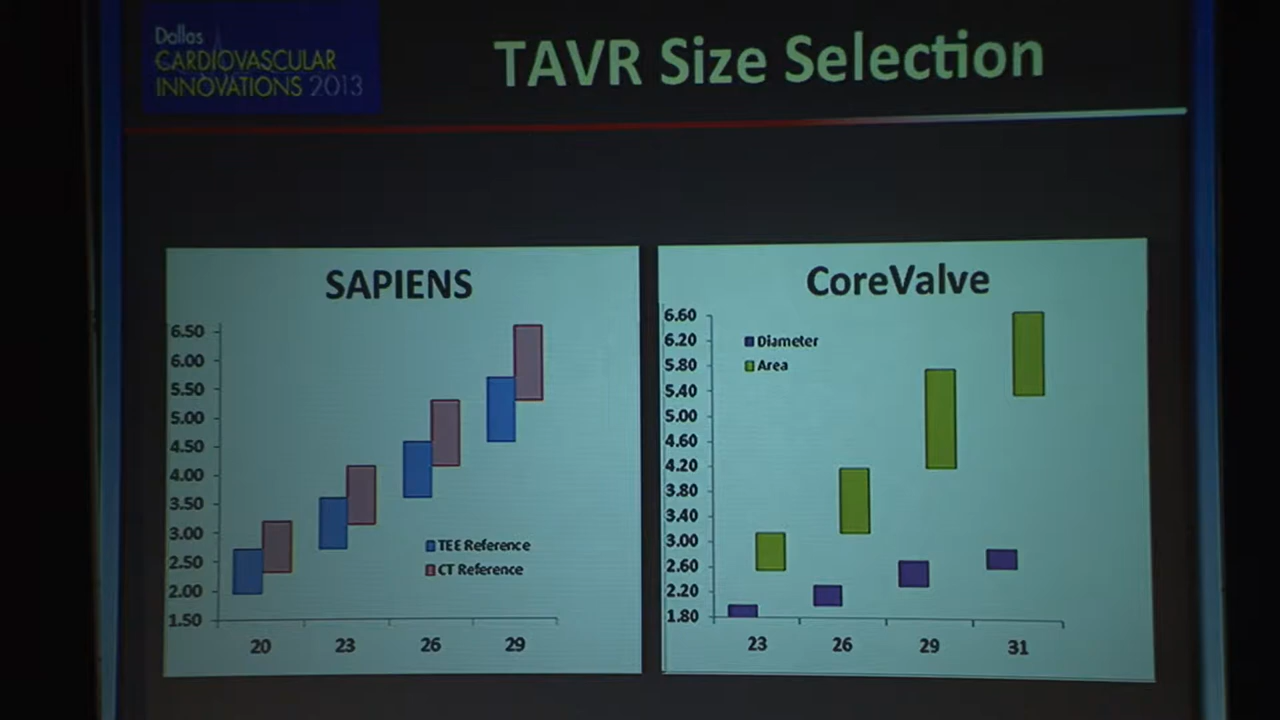 Dallas
CARDIOVASCULAR
INNOVATIONS 2013
TAVR Size Selection
SAPIENS
6.50
6.00
5.50
5.00
4.50
4.00
3.50
3.00
2.50
2.00
1.50
TEE Reference
CT Reference
20 23 26 29
CoreValve
6.60
6.20
5.80
5.40
5.00
4.60
4.20
3.80
3.40
3.00
2.60
2.20
1.80
Diameter
Area
23 26 29 31